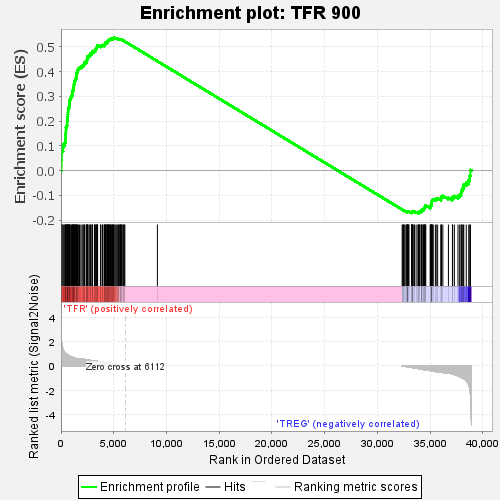 Enrichment plot: TFR 900
Enrichment score (ES)
0.5
0.4
0.3
0.2
0.1
0.0
-0.1
-0.2
Ranked list metric (Signal2Noise)
'TFR' (positively correlated)
4
2
0
-2
-4
Zero cross at 6112
'TREG' (negatively correlated)
0 5,000 10,000 15,000 20,000 25,000 30,000 35,000 40,000
Rank in Ordered Dataset
Enrichment profile Hits Ranking metric scores